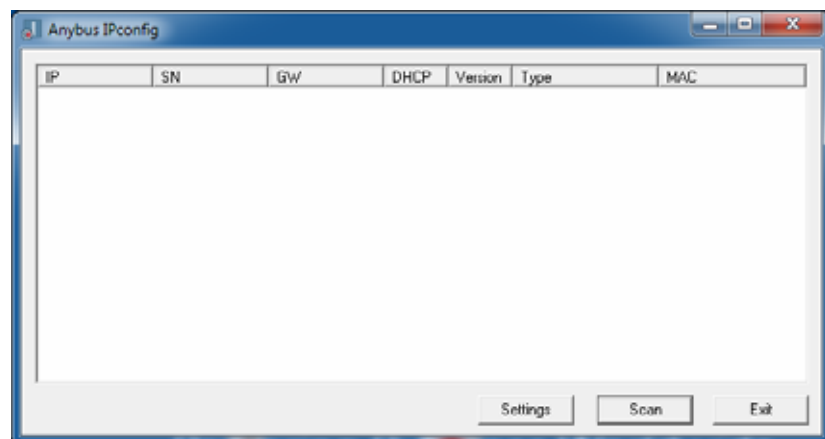 Anybus IPconfig
IP SN GW DHCP Version Type MAC
Settings Scan Exit